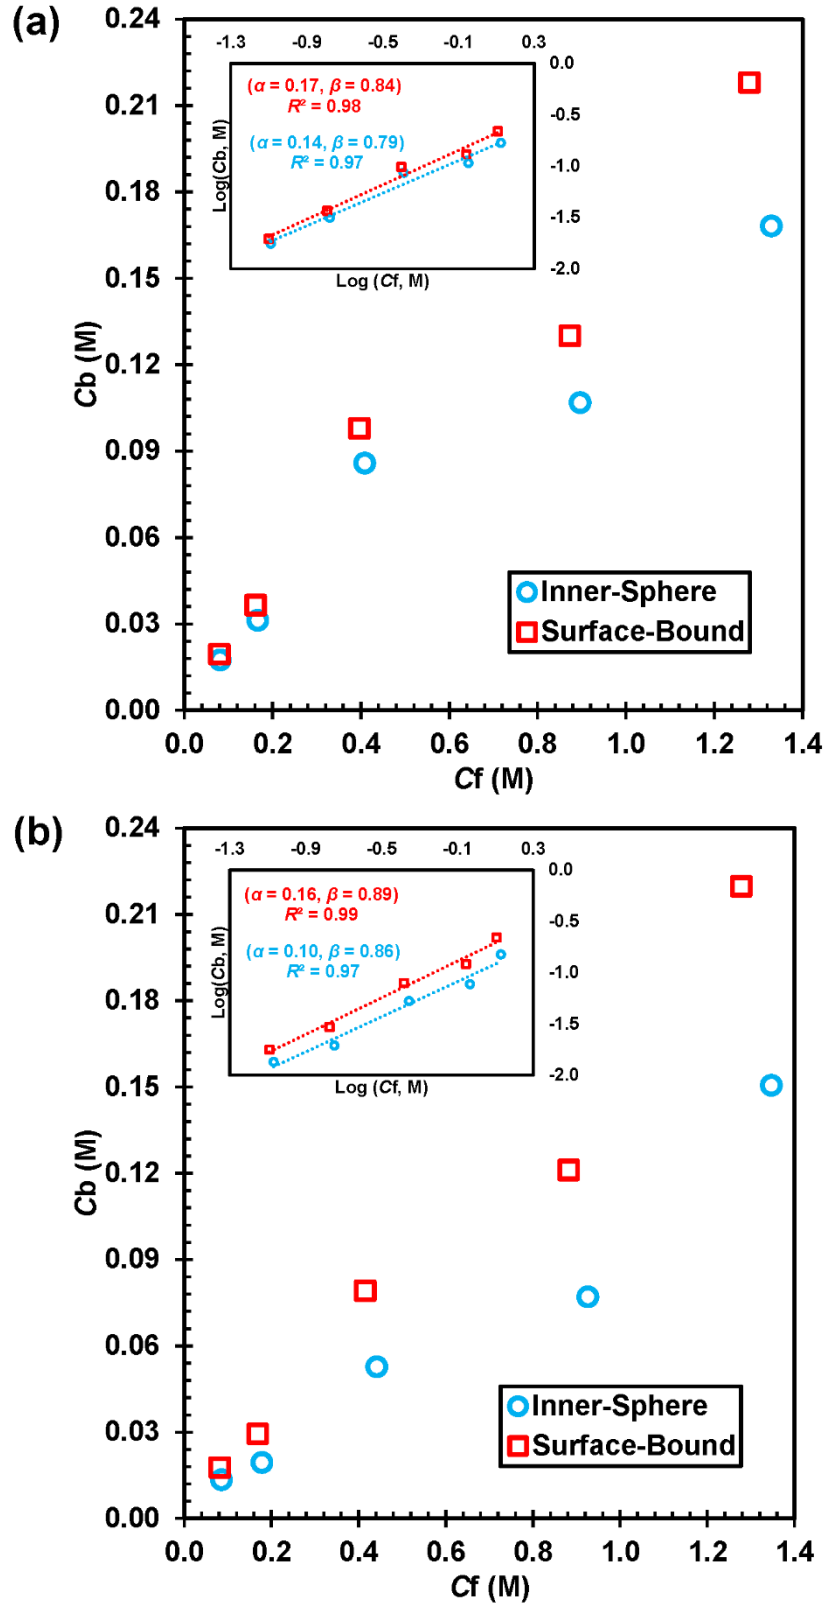 (a)
0.24
0.21
0.18
0.15
0.12
0.09
0.06
0.03
0.00
Cb (M)
-1.3 -0.9 -0.5 -0.1 0.3
0.0
-0.5
-1.0
-1.5
-2.0
(α = 0.17, β = 0.84)
R² = 0.98
(α = 0.14, β = 0.79)
R² = 0.97
Log(Cb, M)
Log (Cf, M)
Inner-Sphere
Surface-Bound
0.0 0.2 0.4 0.6 0.8 1.0 1.2 1.4
Cf (M)
(b)
0.24
0.21
0.18
0.15
0.12
0.09
0.06
0.03
0.00
Cb (M)
-1.3 -0.9 -0.5 -0.1 0.3
0.0
-0.5
-1.0
-1.5
-2.0
(α = 0.16, β = 0.89)
R² = 0.99
(α = 0.10, β = 0.86)
R² = 0.97
Log(Cb, M)
Log (Cf, M)
Inner-Sphere
Surface-Bound
0.0 0.2 0.4 0.6 0.8 1.0 1.2 1.4
Cf (M)